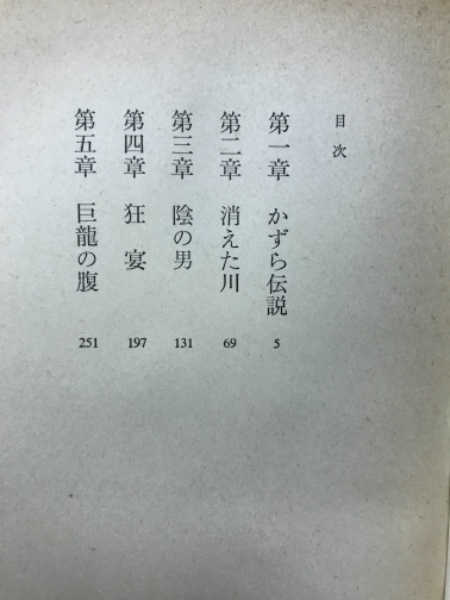 目次
第一章 かずら伝説 5
第二章 消えた川 69
第三章 陰の男 131
第四章 狂宴 197
第五章 巨龍の腹 251